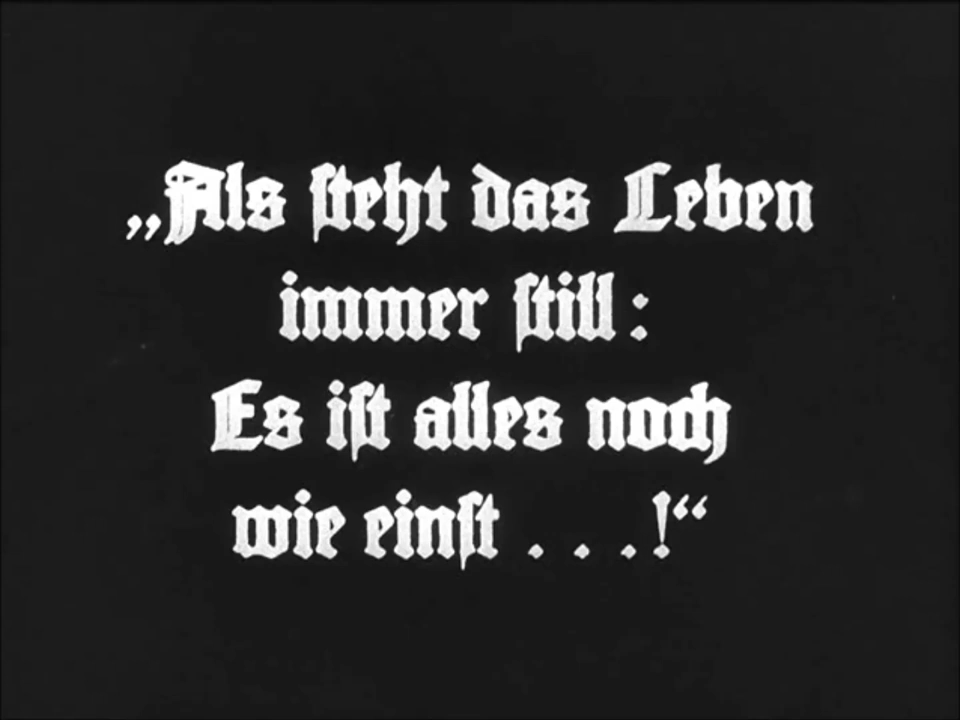 „Als steht das Leben
immer still:
Es ist alles noch
wie einst . . .!“